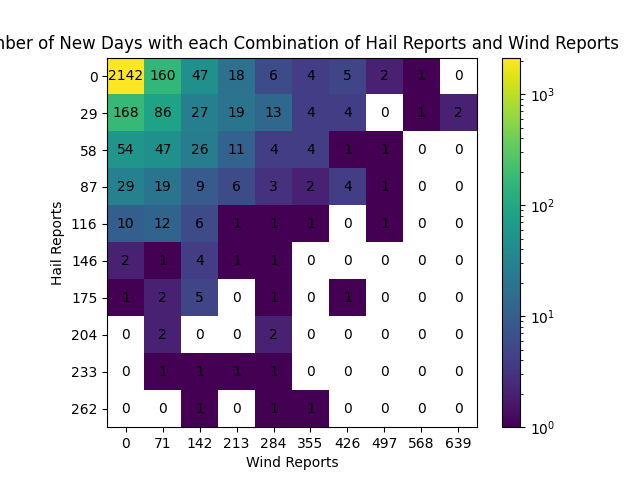 nber of New Days with each Combination of Hail Reports and Wind Reports
0 2142 160 47 18 6 4 5 2 1 0
29 168 86 27 19 13 4 4 0 1 2
58 54 47 26 11 4 4 1 1 0 0
87 29 19 9 6 3 2 4 1 0 0
116 10 12 6 1 1 1 0 1 0 0
146 2 1 4 1 1 0 0 0 0 0
175 1 2 5 0 1 0 1 0 0 0
204 0 2 0 0 2 0 0 0 0 0
233 0 1 1 1 1 0 0 0 0 0
262 0 0 1 0 1 1 0 0 0 0
0 71 142 213 284 355 426 497 568 639
Wind Reports
Hail Reports
10³
10²
10¹
10⁰